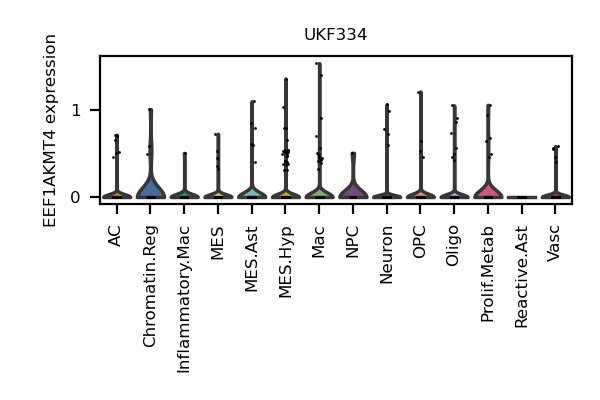 UKF334
EEF1AKMT4 expression
1
0
AC
Chromatin.Reg
Inflammatory.Mac
MES
MES.Ast
MES.Hyp
Mac
NPC
Neuron
OPC
Oligo
Prolif.Metab
Reactive.Ast
Vasc